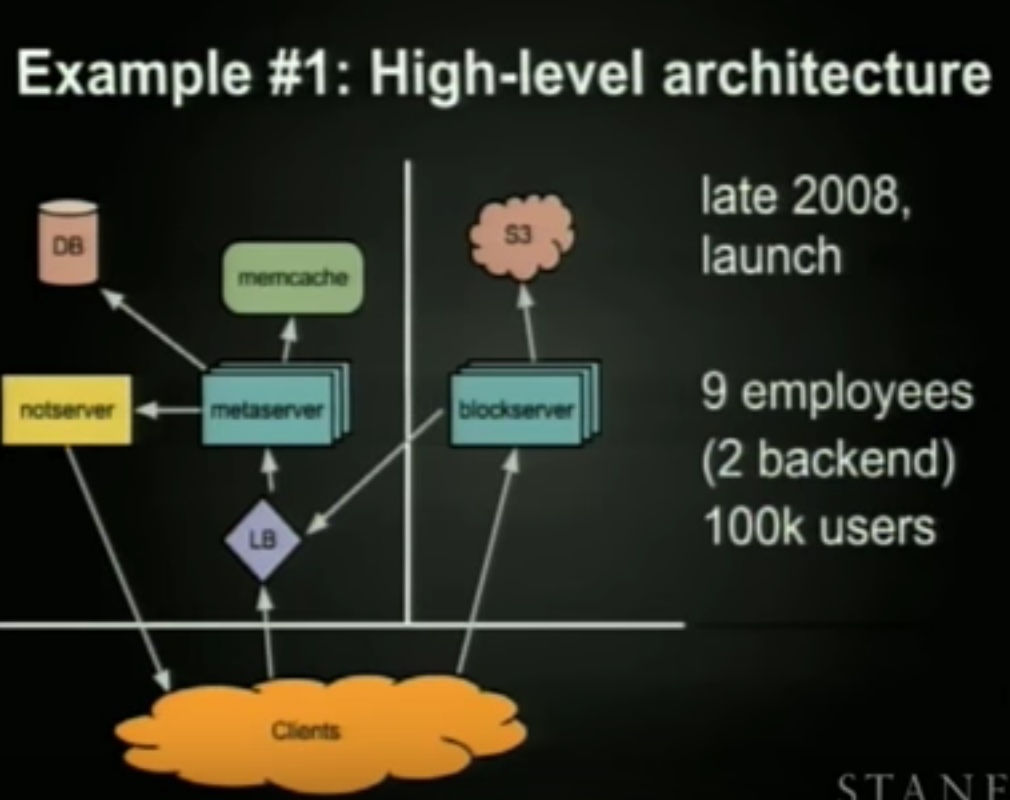 Example #1: High-level architecture
late 2008,
launch
DB
S3
memcache
9 employees
notserver
metaserver
blockserver
(2 backend)
100k users
LB
Clients
STANF